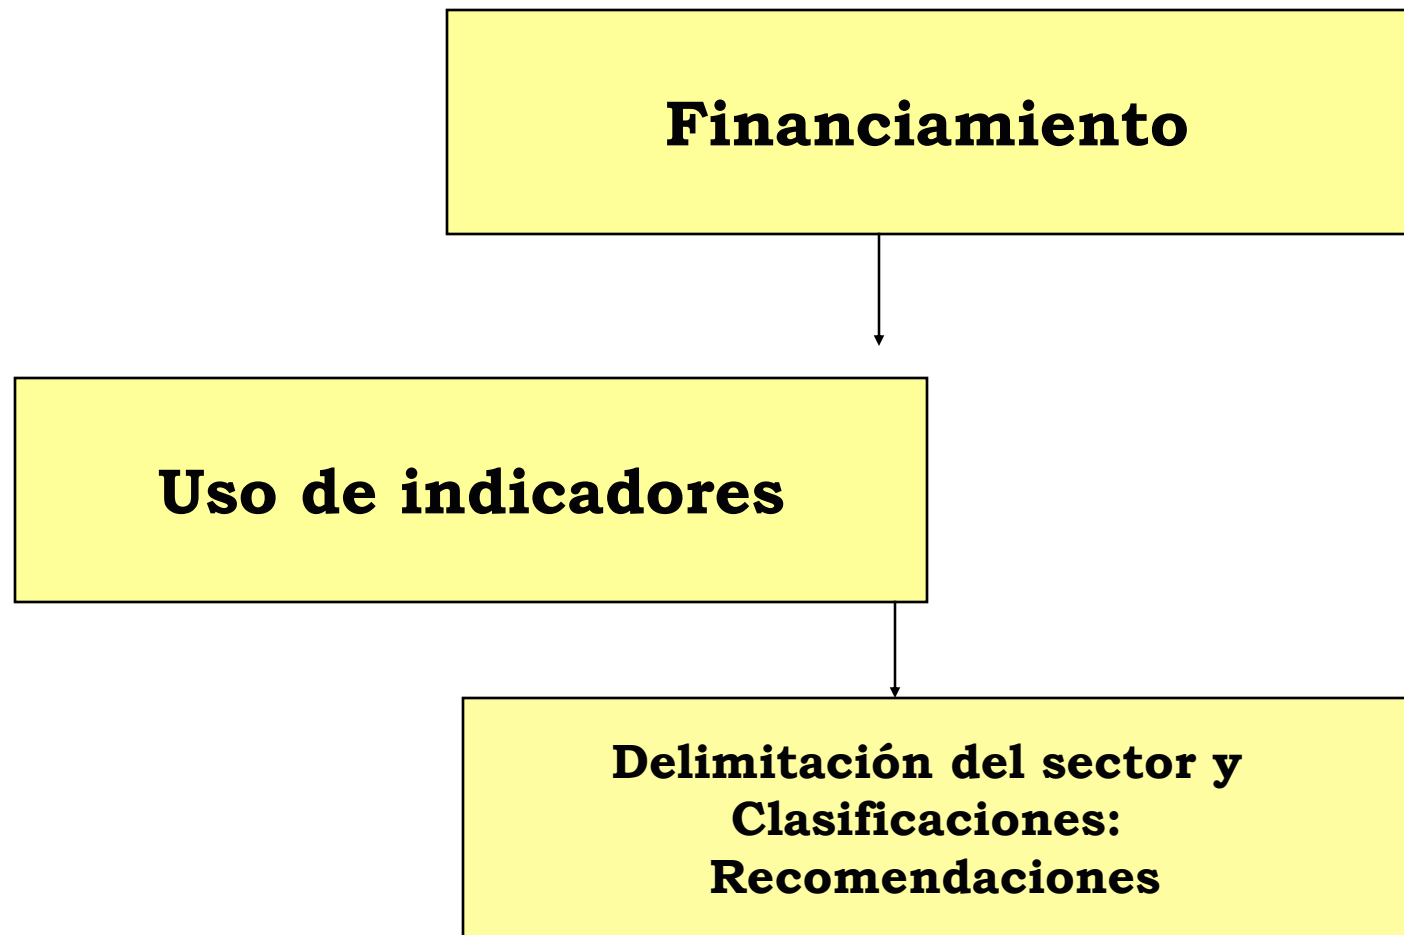 Financiamiento
Uso de indicadores
Delimitación del sector y
Clasificaciones:
Recomendaciones